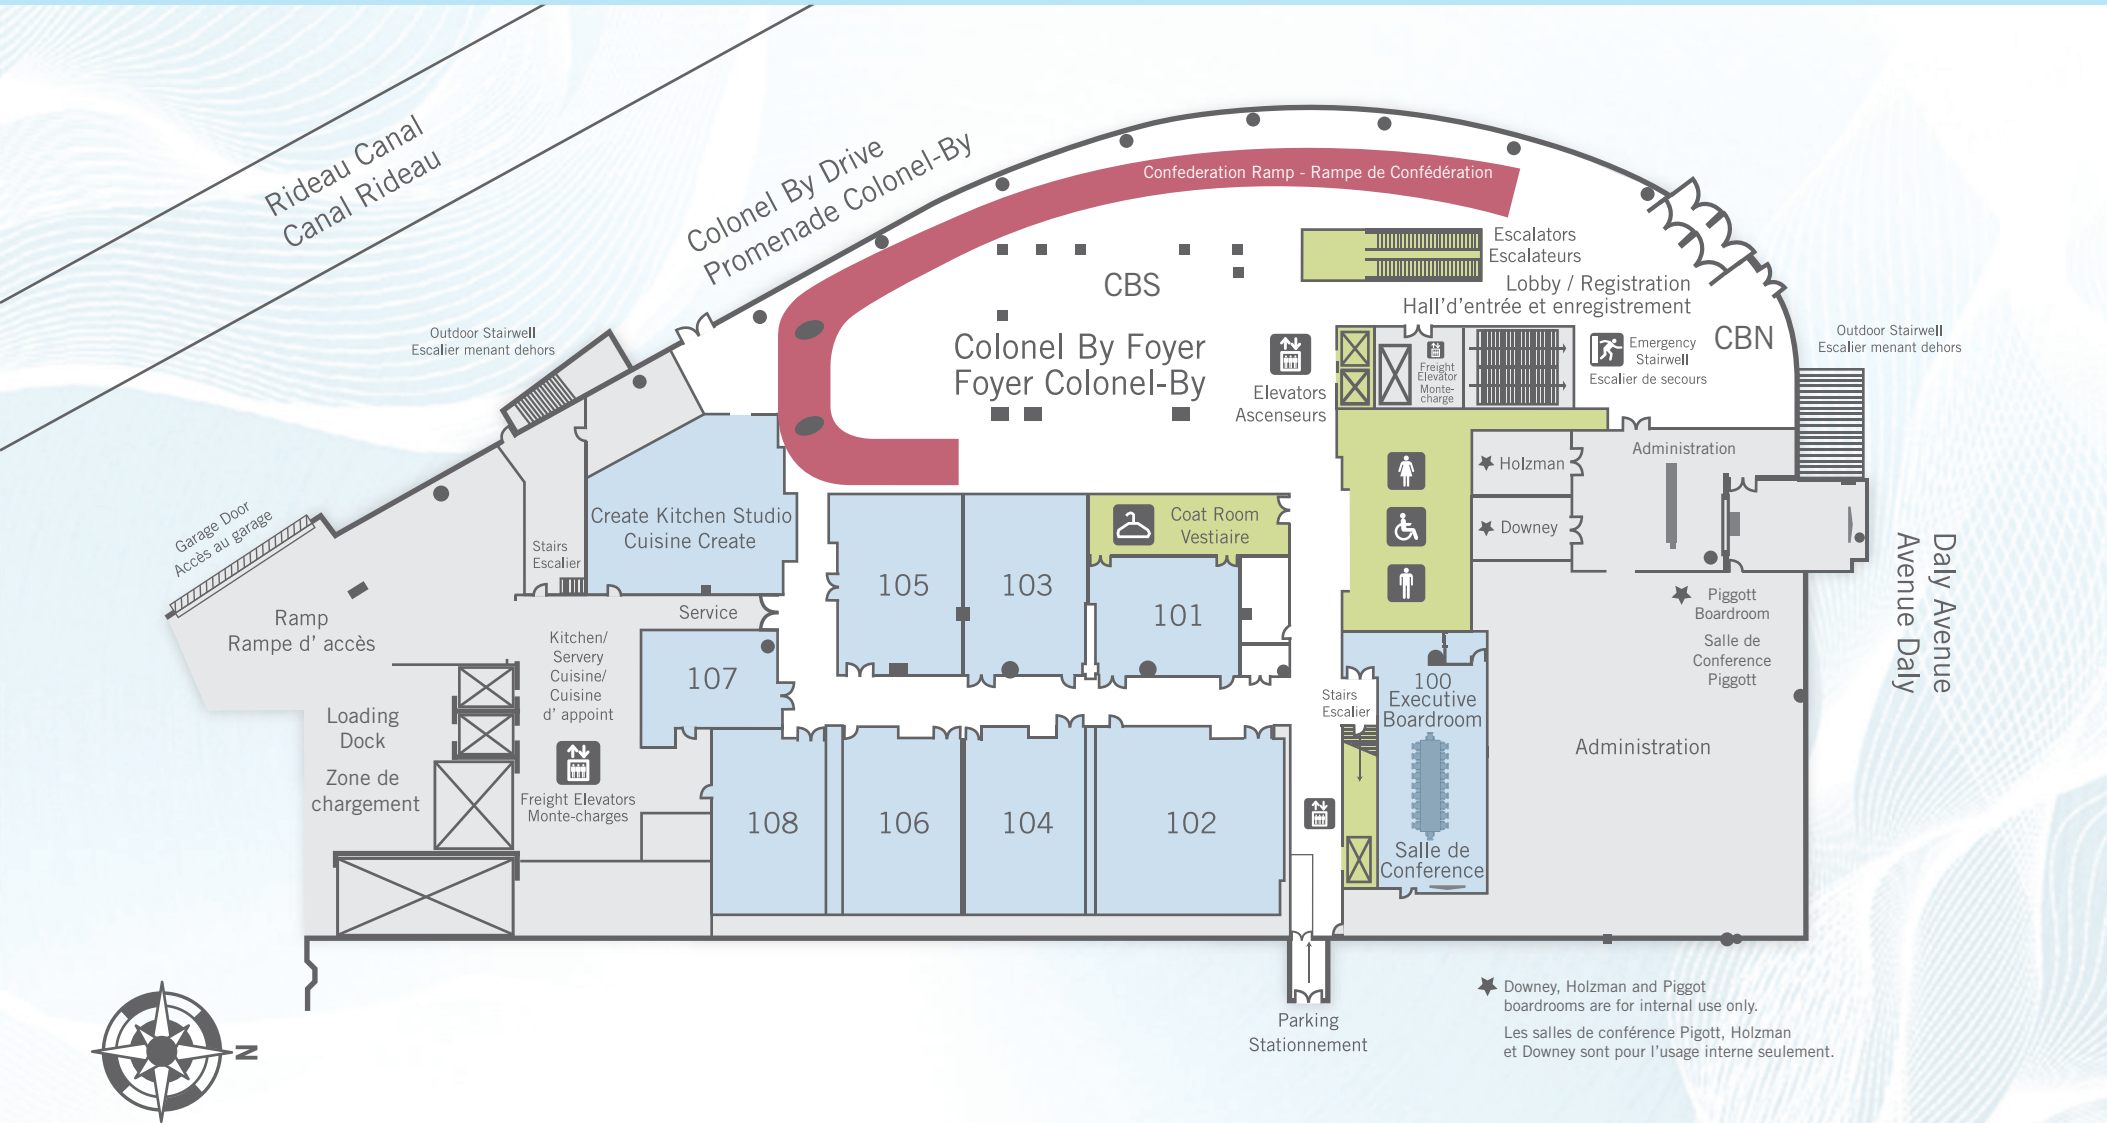 Rideau Canal
Canal Rideau
Colonel By Drive
Promenade Colonel-By
Confederation Ramp - Rampe de Confédération
Escalators
Escalateurs
Lobby / Registration
Hall'd'entrée et enregistrement
CBS
CBN
Colonel By Foyer
Foyer Colonel-By
Elevators
Ascenseurs
Freight
Elevator
Monte-
charge
Emergency
Stairwell
Escalier de secours
Outdoor Stairwell
Escalier menant dehors
Outdoor Stairwell
Escalier menant dehors
Administration
Holzman
Downey
Garage Door
Accès au garage
Create Kitchen Studio
Cuisine Create
Stairs
Escalier
Coat Room
Vestiaire
Daly Avenue
Avenue Daly
105
103
101
Service
Ramp
Rampe d' accès
Kitchen/
Servery
Cuisine/
Cuisine
d' appoint
107
Piggott
Boardroom
Salle de
Conference
Piggott
Stairs
Escalier
100
Executive
Boardroom
Salle de
Conference
Loading
Dock
Zone de
chargement
Freight Elevators
Monte-charges
108
106
104
102
Administration
Parking
Stationnement
Downey, Holzman and Piggot
boardrooms are for internal use only.
Les salles de conférence Pigott, Holzman
et Downey sont pour l'usage interne seulement.
N